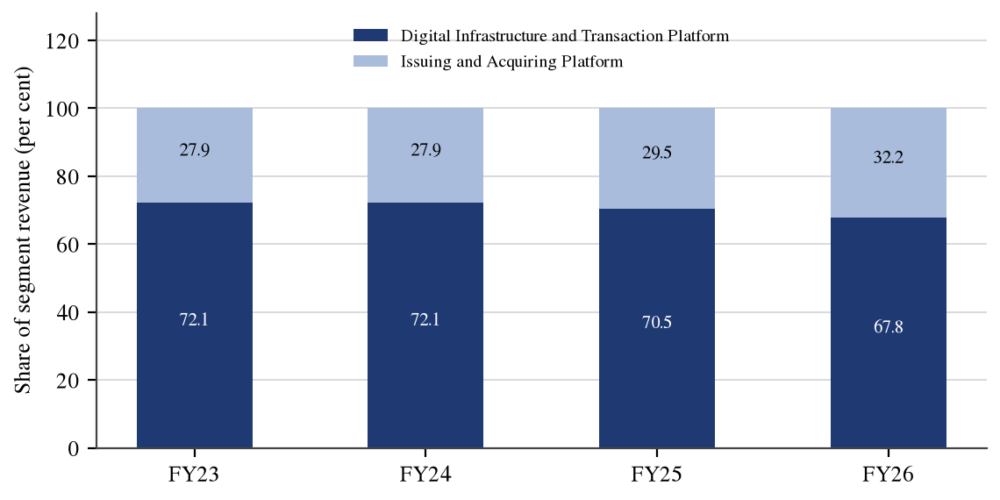 Digital Infrastructure and Transaction Platform
Issuing and Acquiring Platform
Share of segment revenue (per cent)
120
100
80
60
40
20
0
27.9
27.9
29.5
32.2
72.1
72.1
70.5
67.8
FY23
FY24
FY25
FY26